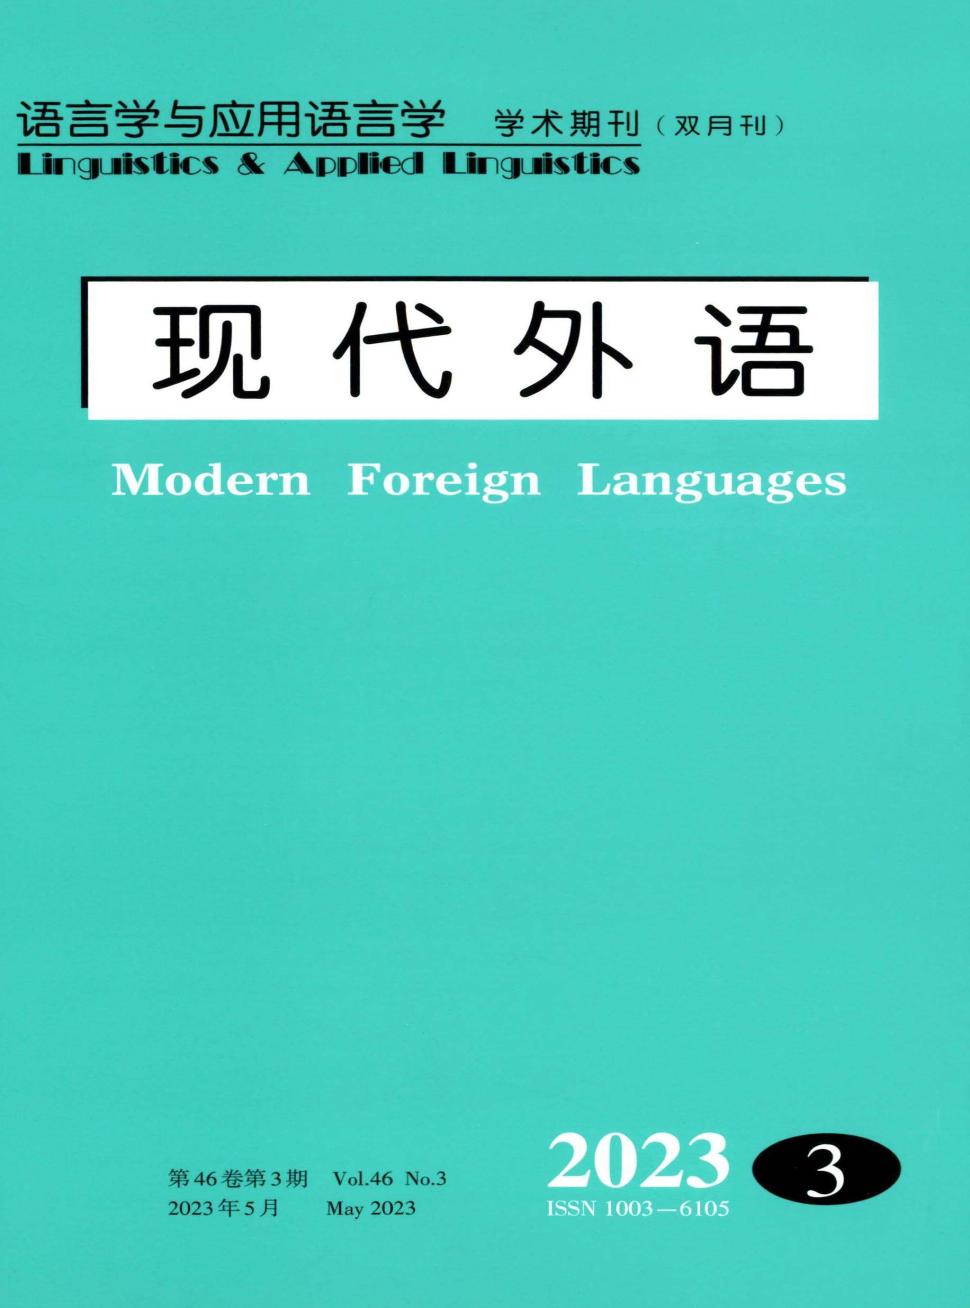 语言学与应用语言学 学术期刊（双月刊）
Linguistics & Applied Linguistics
现代外语
Modern Foreign Languages
2023 3
第46卷第3期 Vol.46 No.3
2023年5月 May 2023
ISSN 1003—6105